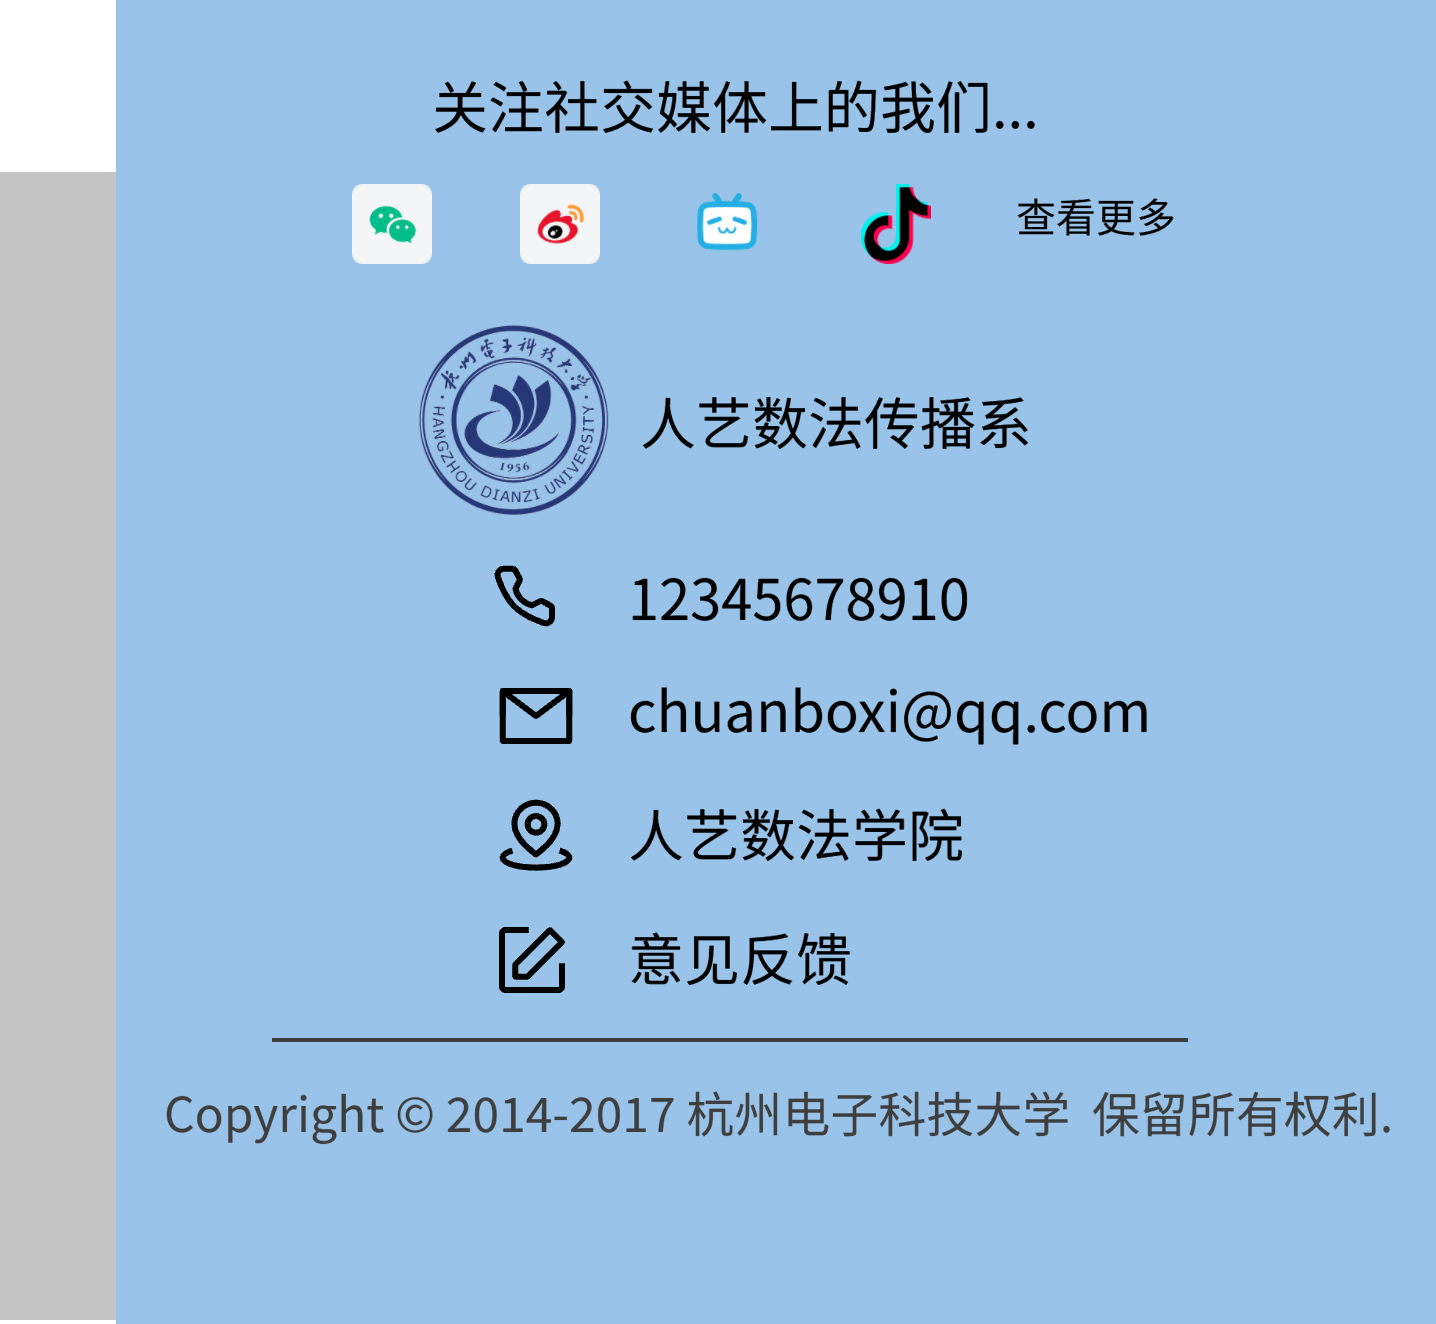 关注社交媒体上的我们...
查看更多
杭州電子科技大学
HANGZHOU DIANZI UNIVERSITY
1956
人艺数法传播系
12345678910
chuanboxi@qq.com
人艺数法学院
意见反馈
Copyright © 2014-2017 杭州电子科技大学 保留所有权利.